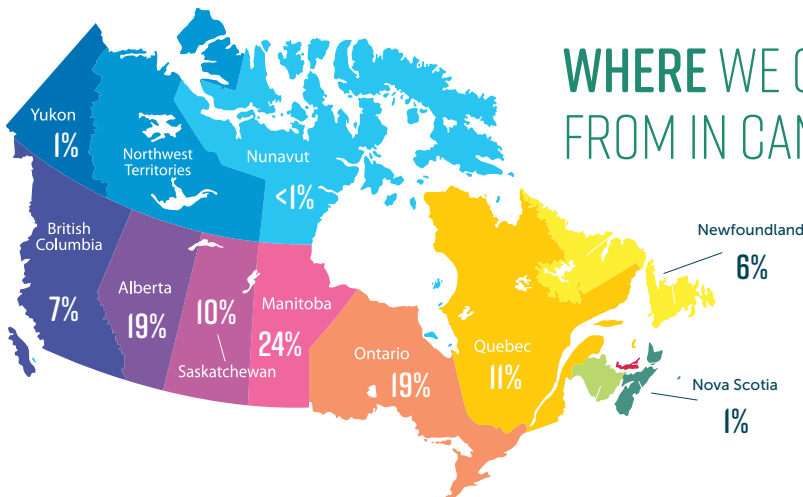 WHERE WE
FROM IN
Yukon
1%
Northwest
Territories
Nunavut
<1%
British
Columbia
7%
Alberta
19%
10%
Saskatchewan
Manitoba
24%
Ontario
19%
Quebec
11%
Newfoundland
6%
Nova Scotia
1%